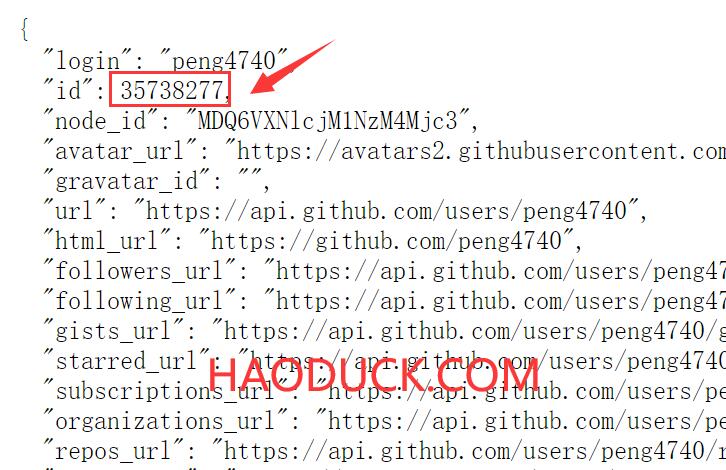 {
"login": "peng4740",
"id": 35738277,
"node_id": "MDQ6VXNlcjM1NzM4Mjc3",
"avatar_url": "https://avatars2.githubusercontent.com
"gravatar_id": "",
"url": "https://api.github.com/users/peng4740",
"html_url": "https://github.com/peng4740",
"followers_url": "https://api.github.com/users/peng47
"following_url": "https://api.github.com/users/peng47
"gists_url": "https://api.github.com/users/peng4740/g
"starred_url": "https://api.github.com/users/peng4740
HAODUCK.COM
"subscriptions_url": "https://api.github.com/users/pe
"organizations_url": "https://api.github.com/users/pe
"repos_url": "https://api.github.com/users/peng4740/r